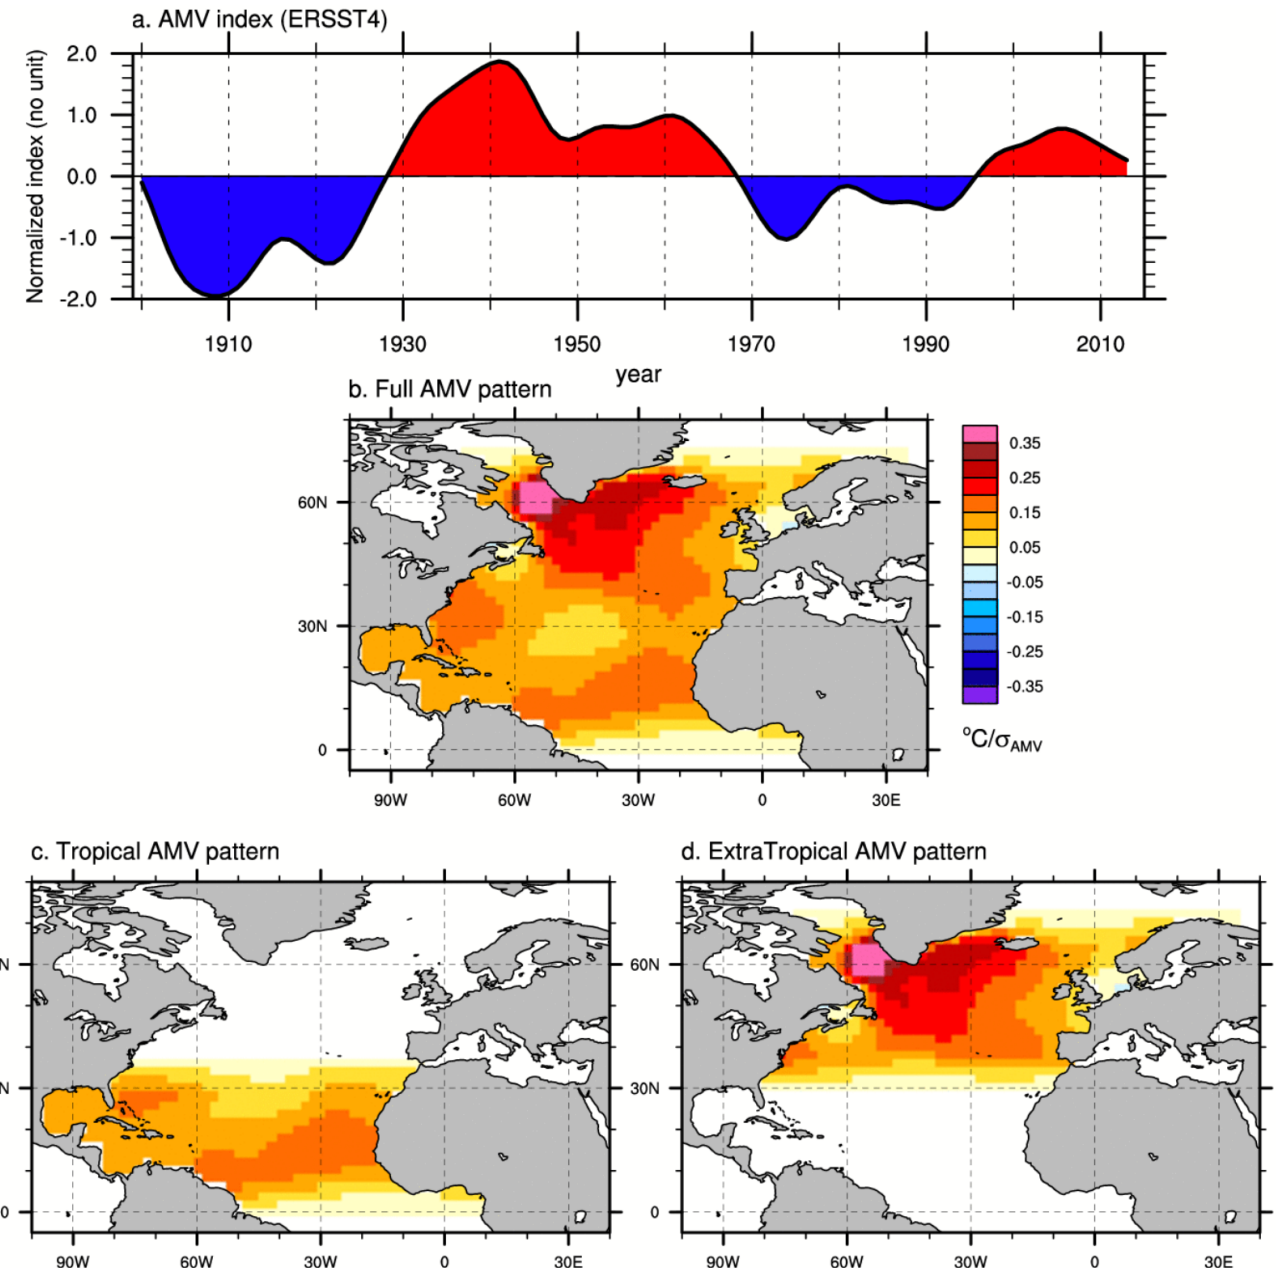 a. AMV index (ERSST4)
Normalized index (no unit)
2.0
1.0
0.0
-1.0
-2.0
1910 1930 1950 1970 1990 2010
year
b. Full AMV pattern
60N
30N
0
90W 60W 30W 0 30E
0.35
0.25
0.15
0.05
-0.05
-0.15
-0.25
-0.35
°C/σAMV
c. Tropical AMV pattern
N
N
0
90W 60W 30W 0 30E
d. ExtraTropical AMV pattern
60N
30N
0
90W 60W 30W 0 30E